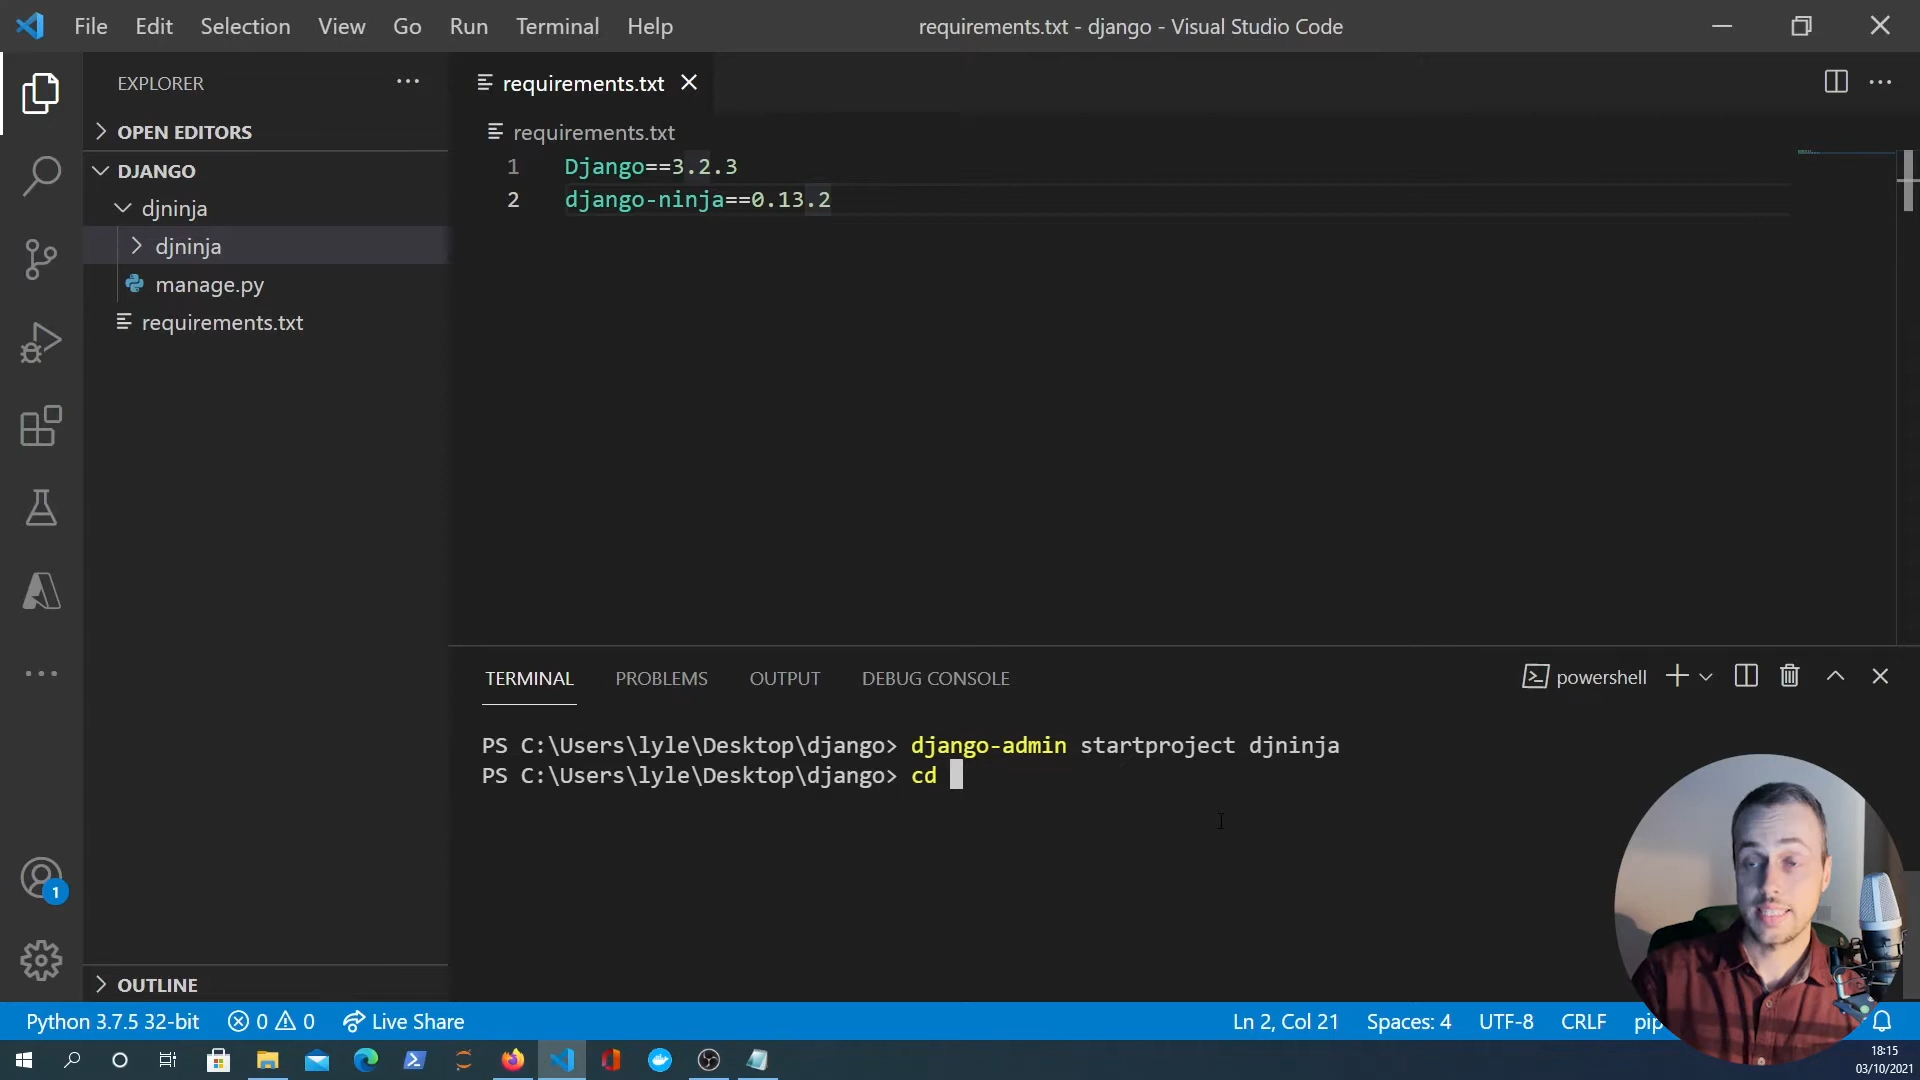 File Edit Selection View Go Run Terminal Help
requirements.txt - django - Visual Studio Code
EXPLORER
OPEN EDITORS
DJANGO
djninja
djninja
manage.py
requirements.txt
OUTLINE
requirements.txt
requirements.txt
1 Django==3.2.3
2 django-ninja==0.13.2
TERMINAL PROBLEMS OUTPUT DEBUG CONSOLE
powershell
PS C:\Users\lyle\Desktop\django> django-admin startproject djninja
PS C:\Users\lyle\Desktop\django> cd
1
Python 3.7.5 32-bit 0 0 Live Share
Ln 2, Col 21 Spaces: 4 UTF-8 CRLF
18:15
03/10/2021